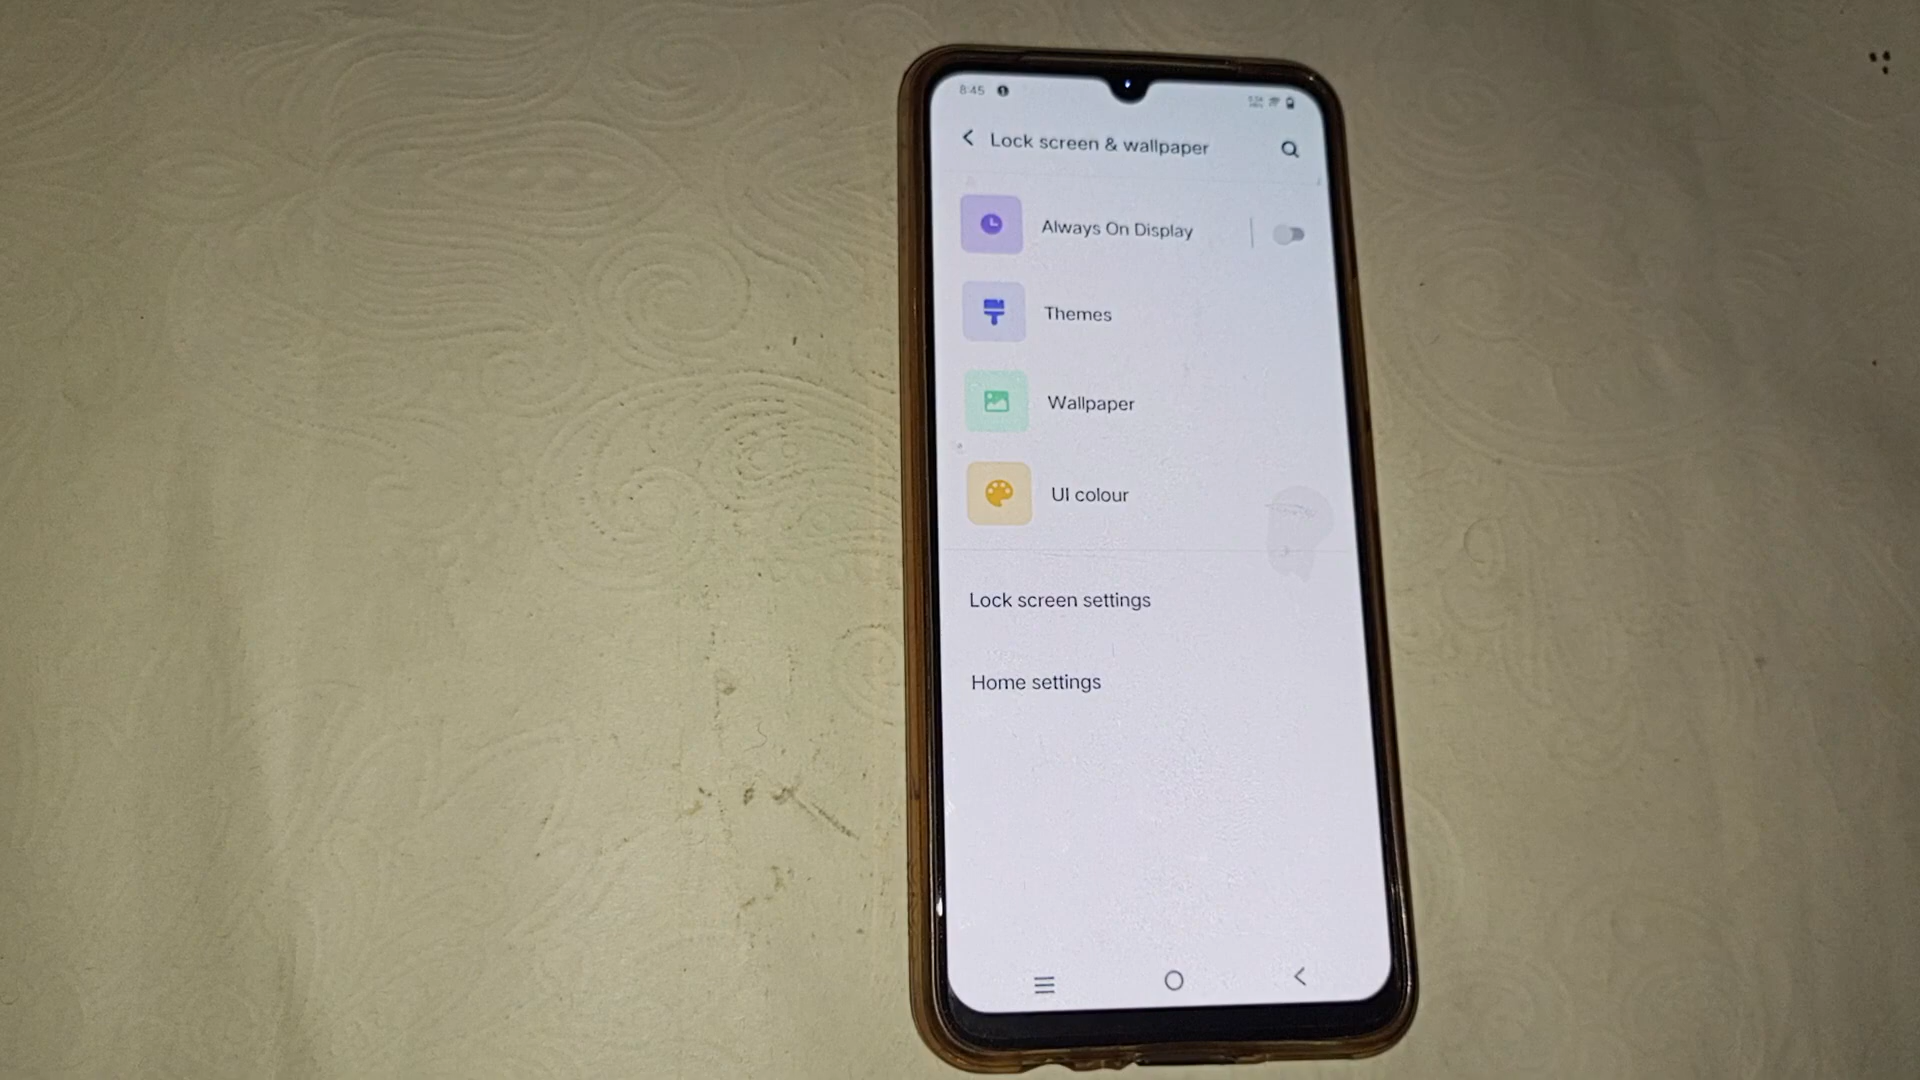 8:45
Lock screen & wallpaper
Always On Display
Themes
Wallpaper
UI colour
Lock screen settings
Home settings